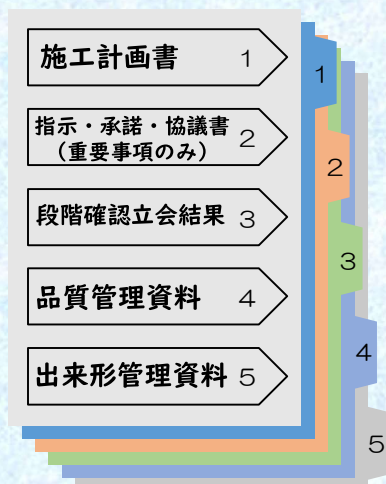 施工計画書 1
指示・承諾・協議書 2
(重要事項のみ)
段階確認立会結果 3
品質管理資料 4
出来形管理資料 5
1
2
3
4
5